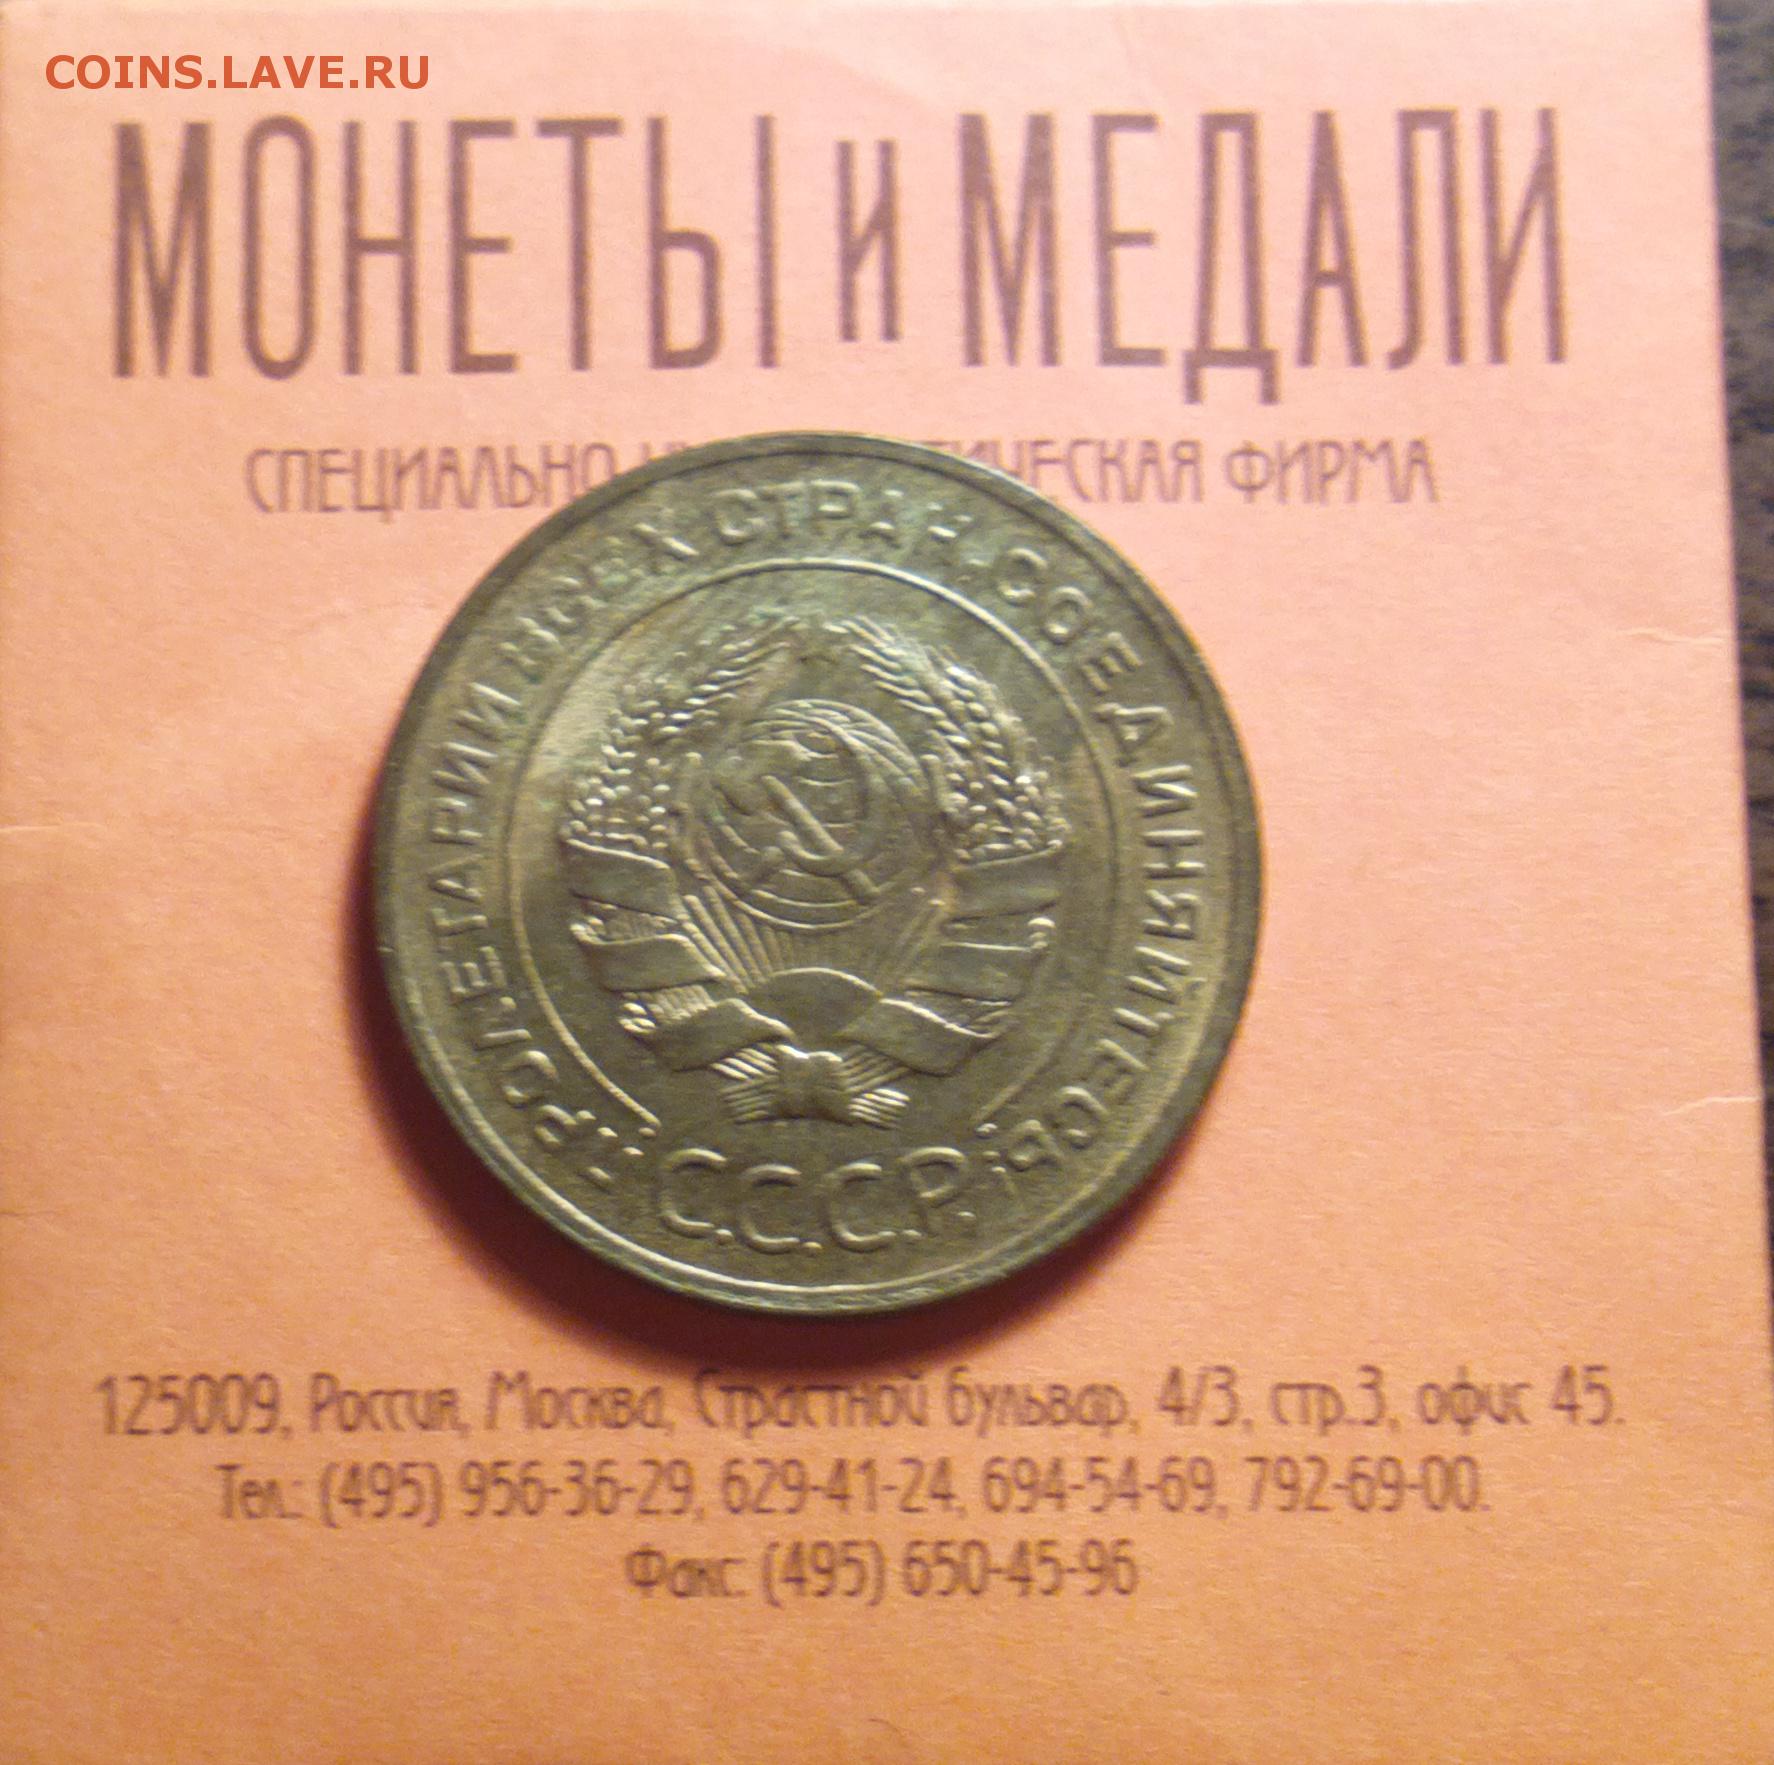 COINS.LAVE.RU
МОНЕТЫ и МЕДАЛИ
СПЕЦИАЛЬНО ФИРМА
ПРОЛЕТАРИИ ВСЕХ СТРАН, СОЕДИНЯЙТЕСЬ!
С.С.С.Р.
125009, Россия, Москва, Страстной бульвар, 4/3, стр.3, офис 45.
Тел.: (495) 956-36-29, 629-41-24, 694-54-69, 792-69-00.
Факс: (495) 650-45-96